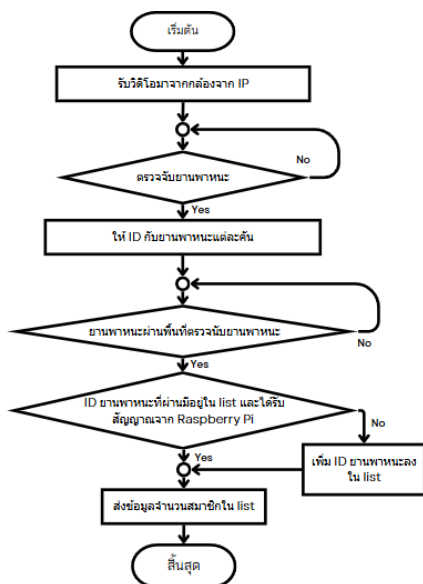 เริ่มต้น
รับวิดีโอมาจากกล้องจาก IP
No
ตรวจจับยานพาหนะ
Yes
ให้ ID กับยานพาหนะแต่ละคัน
ยานพาหนะผ่านพื้นที่ตรวจนับยานพาหนะ
No
Yes
ID ยานพาหนะที่ผ่านมีอยู่ใน list และได้รับ
สัญญาณจาก Raspberry Pi
No
Yes
เพิ่ม ID ยานพาหนะลง
ใน list
ส่งข้อมูลจำนวนสมาชิกใน list
สิ้นสุด